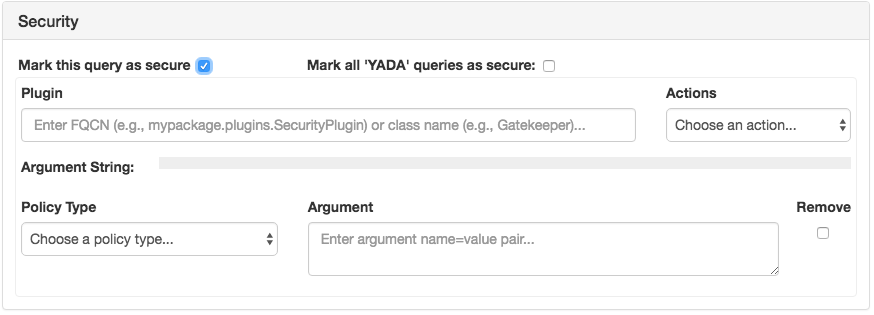 Security
Mark this query as secure Mark all 'YADA' queries as secure:
Plugin Actions
Enter FQCN (e.g., mypackage.plugins.SecurityPlugin) or class name (e.g., Gatekeeper)... Choose an action...
Argument String:
Policy Type Argument Remove
Choose a policy type... Enter argument name=value pair...